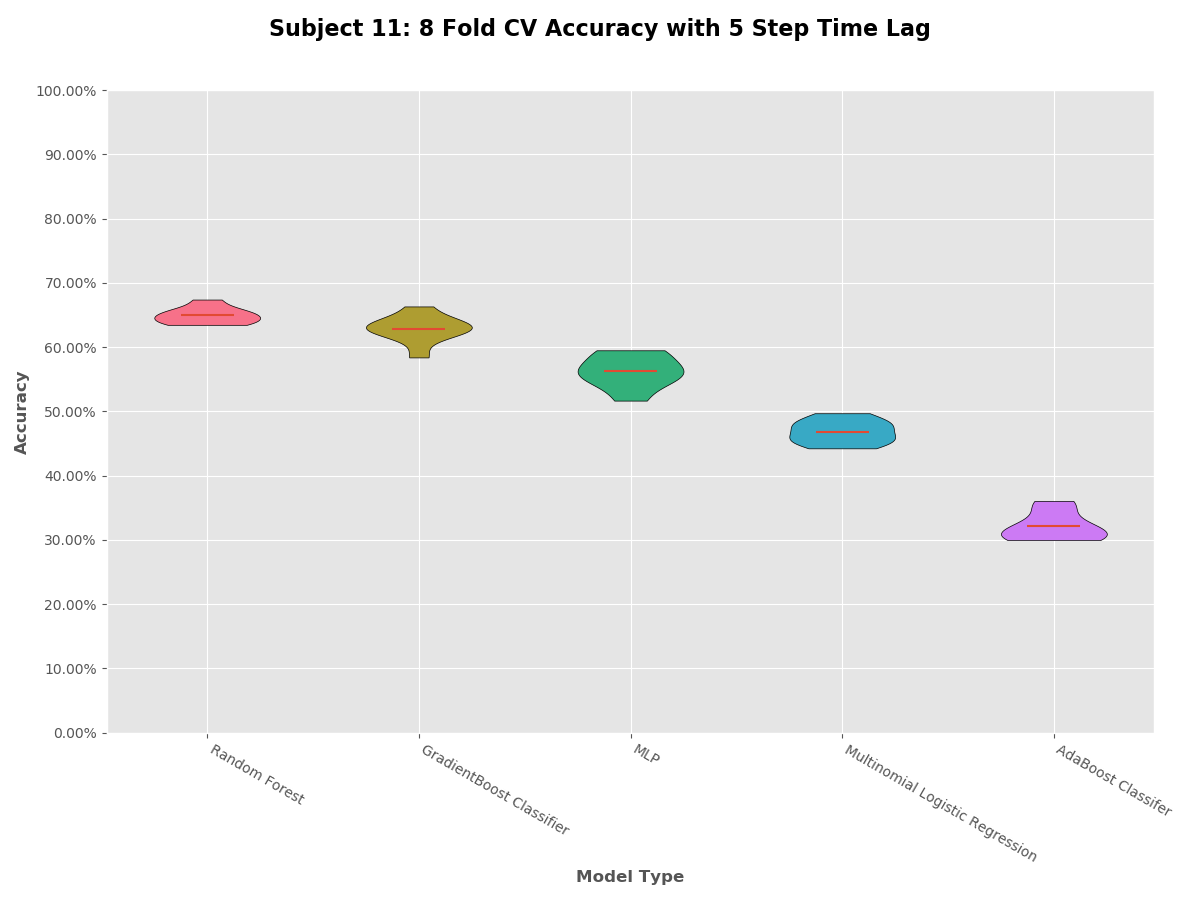 Subject 11: 8 Fold CV Accuracy with 5 Step Time Lag
100.00%
90.00%
80.00%
70.00%
60.00%
50.00%
40.00%
30.00%
20.00%
10.00%
0.00%
Accuracy
Random Forest
GradientBoost Classifier
MLP
Multinomial Logistic Regression
AdaBoost Classifer
Model Type